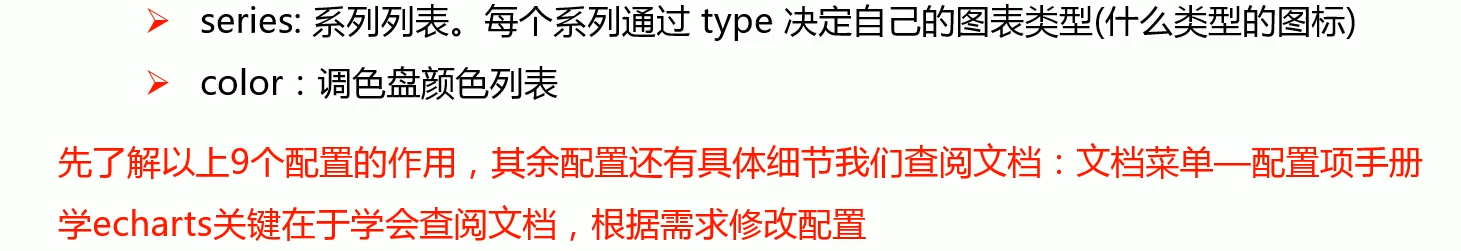 ➢ series: 系列列表。每个系列通过 type 决定自己的图表类型(什么类型的图标)
➢ color：调色盘颜色列表
先了解以上9个配置的作用，其余配置还有具体细节我们查阅文档：文档菜单—配置项手册
学echarts关键在于学会查阅文档，根据需求修改配置